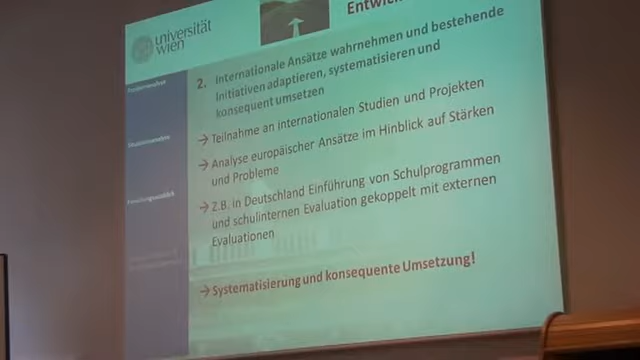 universität
wien
Entwick
2. Internationale Ansätze wahrnehmen und bestehende
Initiativen adaptieren, systematisieren und
konsequent umsetzen
→ Teilnahme an internationalen Studien und Projekten
→ Analyse europäischer Ansätze im Hinblick auf Stärken
und Probleme
→ Z.B. in Deutschland Einführung von Schulprogrammen
und schulinternen Evaluation gekoppelt mit externen
Evaluationen
→ Systematisierung und konsequente Umsetzung!